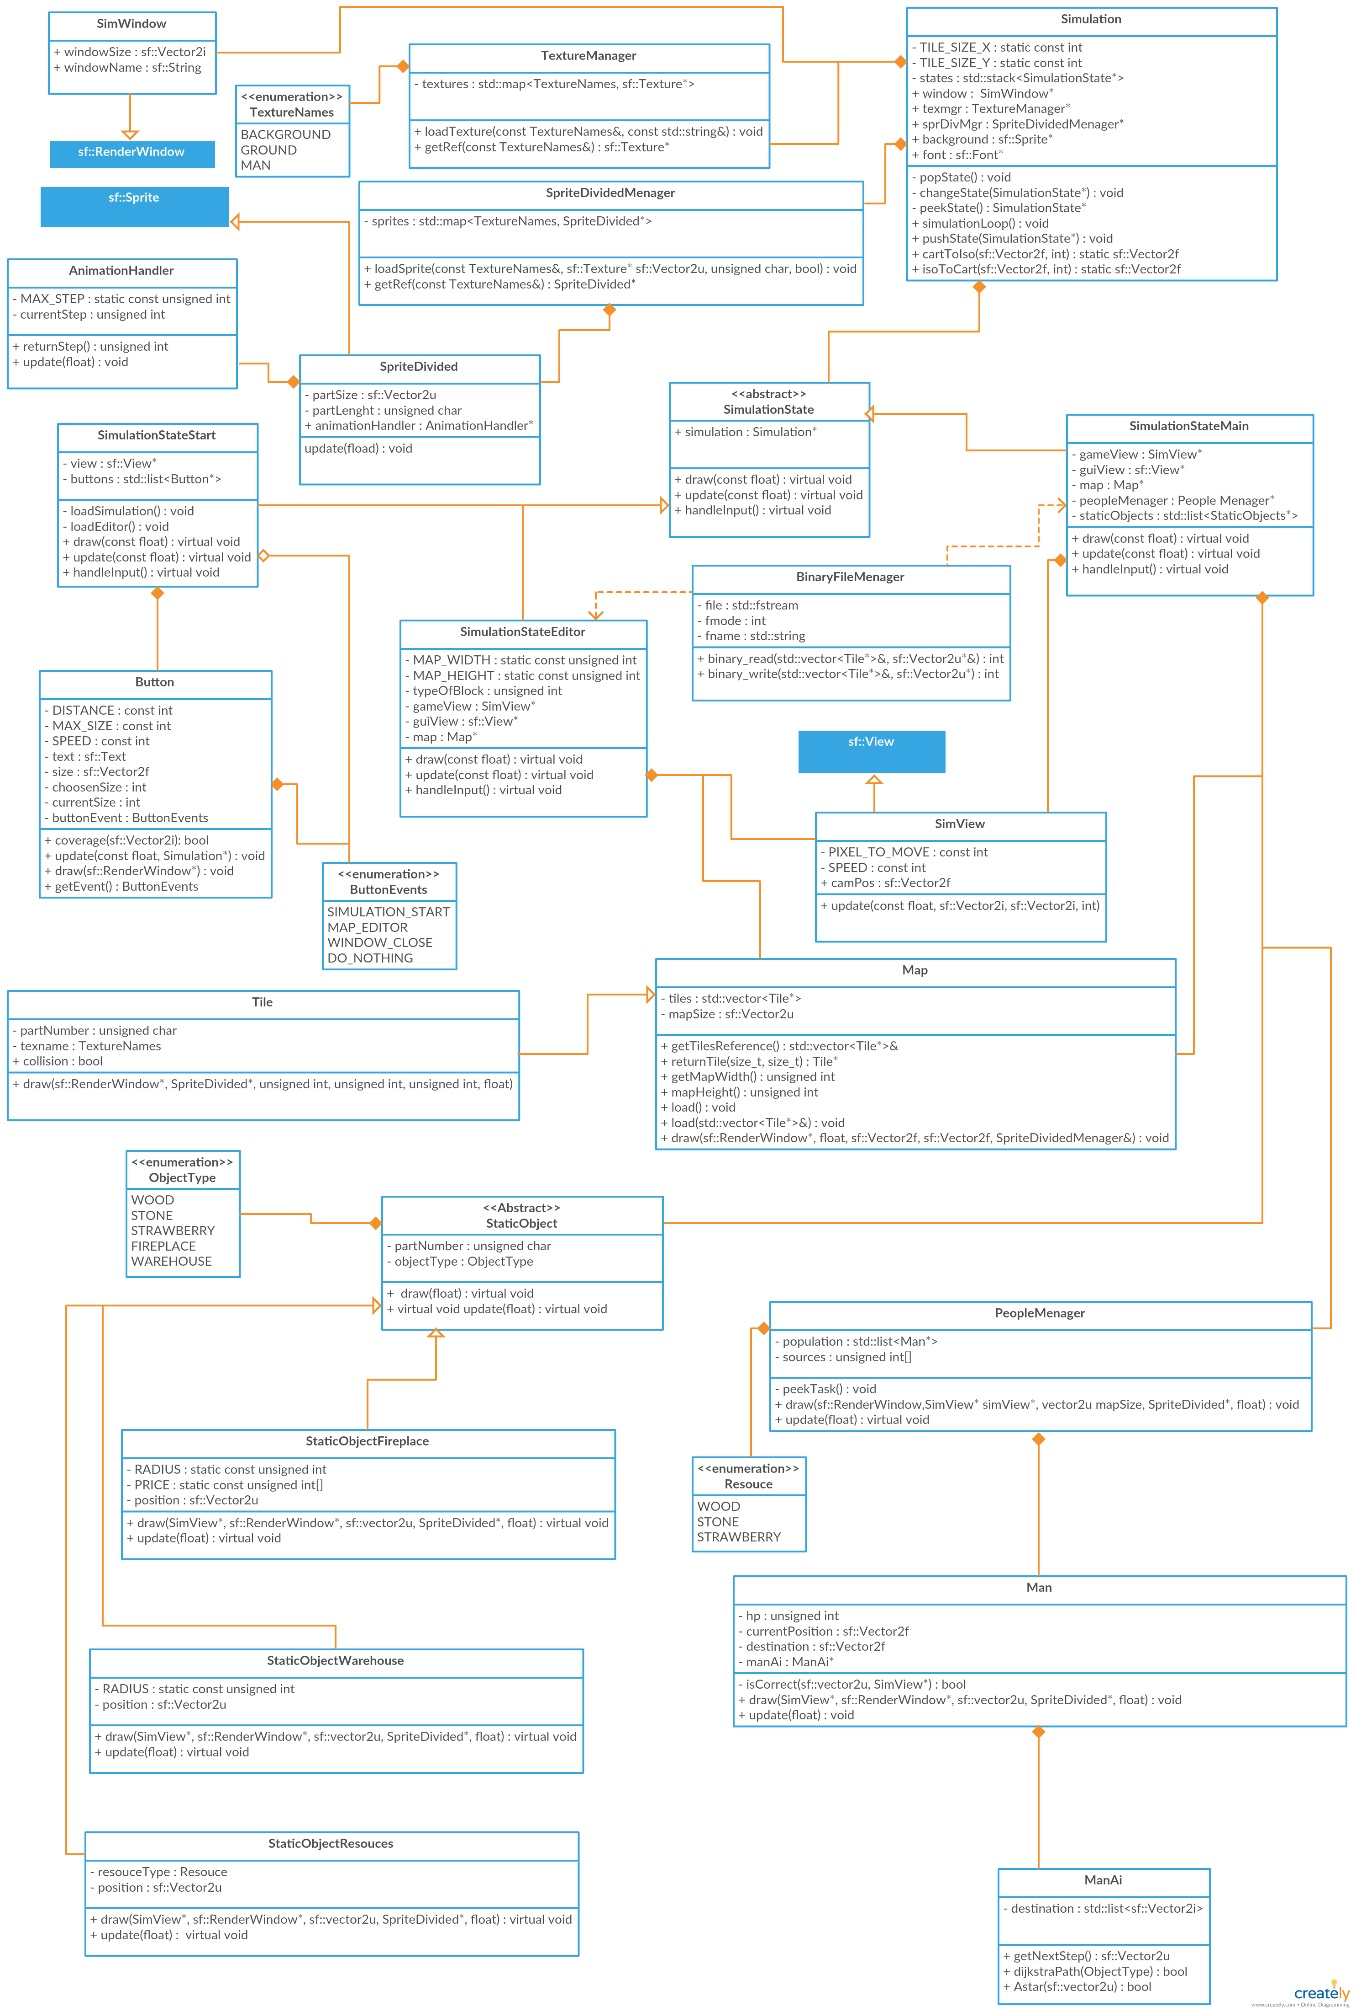 SimWindow
+ windowSize : sf::Vector2i
+ windowName : sf::String
sf::RenderWindow
<<enumeration>>
TextureNames
BACKGROUND
GROUND
MAN
TextureManager
- textures : std::map<TextureNames, sf::Texture*>
+ loadTexture(const TextureNames&, const std::string&) : void
+ getRef(const TextureNames&) : sf::Texture*
Simulation
- TILE_SIZE_X : static const int
- TILE_SIZE_Y : static const int
- states : std::stack<SimulationState*>
+ window :  SimWindow*
+ texmgr : TextureManager*
+ sprDivMgr : SpriteDividedMenager*
+ background : sf::Sprite*
+ font : sf::Font*
- popState() : void
- changeState(SimulationState*) : void
- peekState() : SimulationState*
+ simulationLoop() : void
+ pushState(SimulationState*) : void
+ cartToIso(sf::Vector2f, int) : static sf::Vector2f
+ isoToCart(sf::Vector2f, int) : static sf::Vector2f
sf::Sprite
SpriteDividedMenager
- sprites : std::map<TextureNames, SpriteDivided*>
+ loadSprite(const TextureNames&, sf::Texture* sf::Vector2u, unsigned char, bool) : void
+ getRef(const TextureNames&) : SpriteDivided*
AnimationHandler
- MAX_STEP : static const unsigned int
- currentStep : unsigned int
+ returnStep() : unsigned int
+ update(float) : void
SpriteDivided
- partSize : sf::Vector2u
- partLenght : unsigned char
+ animationHandler : AnimationHandler*
update(fload) : void
<<abstract>>
SimulationState
+ simulation : Simulation*
+ draw(const float) : virtual void
+ update(const float) : virtual void
+ handleInput() : virtual void
SimulationStateMain
- gameView : SimView*
- guiView : sf::View*
- map : Map*
- peopleMenager : People Menager*
- staticObjects : std::list<StaticObjects*>
+ draw(const float) : virtual void
+ update(const float) : virtual void
+ handleInput() : virtual void
SimulationStateStart
- view : sf::View*
- buttons : std::list<Button*>
- loadSimulation() : void
- loadEditor() : void
+ draw(const float) : virtual void
+ update(const float) : virtual void
+ handleInput() : virtual void
BinaryFileMenager
- file : std::fstream
- fmode : int
- fname : std::string
+ binary_read(std::vector<Tile*>&, sf::Vector2u*&) : int
+ binary_write(std::vector<Tile*>&, sf::Vector2u*) : int
SimulationStateEditor
- MAP_WIDTH : static const unsigned int
- MAP_HEIGHT : static const unsigned int
- typeOfBlock : unsigned int
- gameView : SimView*
- guiView : sf::View*
- map : Map*
+ draw(const float) : virtual void
+ update(const float) : virtual void
+ handleInput() : virtual void
Button
- DISTANCE : const int
- MAX_SIZE : const int
- SPEED : const int
- text : sf::Text
- size : sf::Vector2f
- choosenSize : int
- currentSize : int
- buttonEvent : ButtonEvents
+ coverage(sf::Vector2i): bool
+ update(const float, Simulation*) : void
+ draw(sf::RenderWindow*) : void
+ getEvent() : ButtonEvents
sf::View
SimView
- PIXEL_TO_MOVE : const int
- SPEED : const int
+ camPos : sf::Vector2f
+ update(const float, sf::Vector2i, sf::Vector2i, int)
<<enumeration>>
ButtonEvents
SIMULATION_START
MAP_EDITOR
WINDOW_CLOSE
DO_NOTHING
Map
- tiles : std::vector<Tile*>
- mapSize : sf::Vector2u
+ getTilesReference() : std::vector<Tile*>&
+ returnTile(size_t, size_t) : Tile*
+ getMapWidth() : unsigned int
+ mapHeight() : unsigned int
+ load() : void
+ load(std::vector<Tile*>&) : void
+ draw(sf::RenderWindow*, float, sf::Vector2f, sf::Vector2f, SpriteDividedMenager&) : void
Tile
- partNumber : unsigned char
- texname : TextureNames
+ collision : bool
+ draw(sf::RenderWindow*, SpriteDivided*, unsigned int, unsigned int, unsigned int, float)
<<enumeration>>
ObjectType
WOOD
STONE
STRAWBERRY
FIREPLACE
WAREHOUSE
<<Abstract>>
StaticObject
- partNumber : unsigned char
- objectType : ObjectType
+  draw(float) : virtual void
+ virtual void update(float) : virtual void
PeopleMenager
- population : std::list<Man*>
- sources : unsigned int[]
- peekTask() : void
+ draw(sf::RenderWindow,SimView* simView*, vector2u mapSize, SpriteDivided*, float) : void
+ update(float) : virtual void
StaticObjectFireplace
- RADIUS : static const unsigned int
- PRICE : static const unsigned int[]
- position : sf::Vector2u
+ draw(SimView*, sf::RenderWindow*, sf::vector2u, SpriteDivided*, float) : virtual void
+ update(float) : virtual void
<<enumeration>>
Resouce
WOOD
STONE
STRAWBERRY
Man
- hp : unsigned int
- currentPosition : sf::Vector2f
- destination : sf::Vector2f
- manAi : ManAi*
- isCorrect(sf::vector2u, SimView*) : bool
+ draw(SimView*, sf::RenderWindow*, sf::vector2u, SpriteDivided*, float) : void
+ update(float) : void
StaticObjectWarehouse
- RADIUS : static const unsigned int
- position : sf::Vector2u
+ draw(SimView*, sf::RenderWindow*, sf::vector2u, SpriteDivided*, float) : virtual void
+ update(float) : virtual void
StaticObjectResouces
- resouceType : Resouce
- position : sf::Vector2u
+ draw(SimView*, sf::RenderWindow*, sf::vector2u, SpriteDivided*, float) : virtual void
+ update(float) :  virtual void
ManAi
- destination : std::list<sf::Vector2i>
+ getNextStep() : sf::Vector2u
+ dijkstraPath(ObjectType) : bool
+ Astar(sf::vector2u) : bool
creately
www.creately.com • Online Diagramming